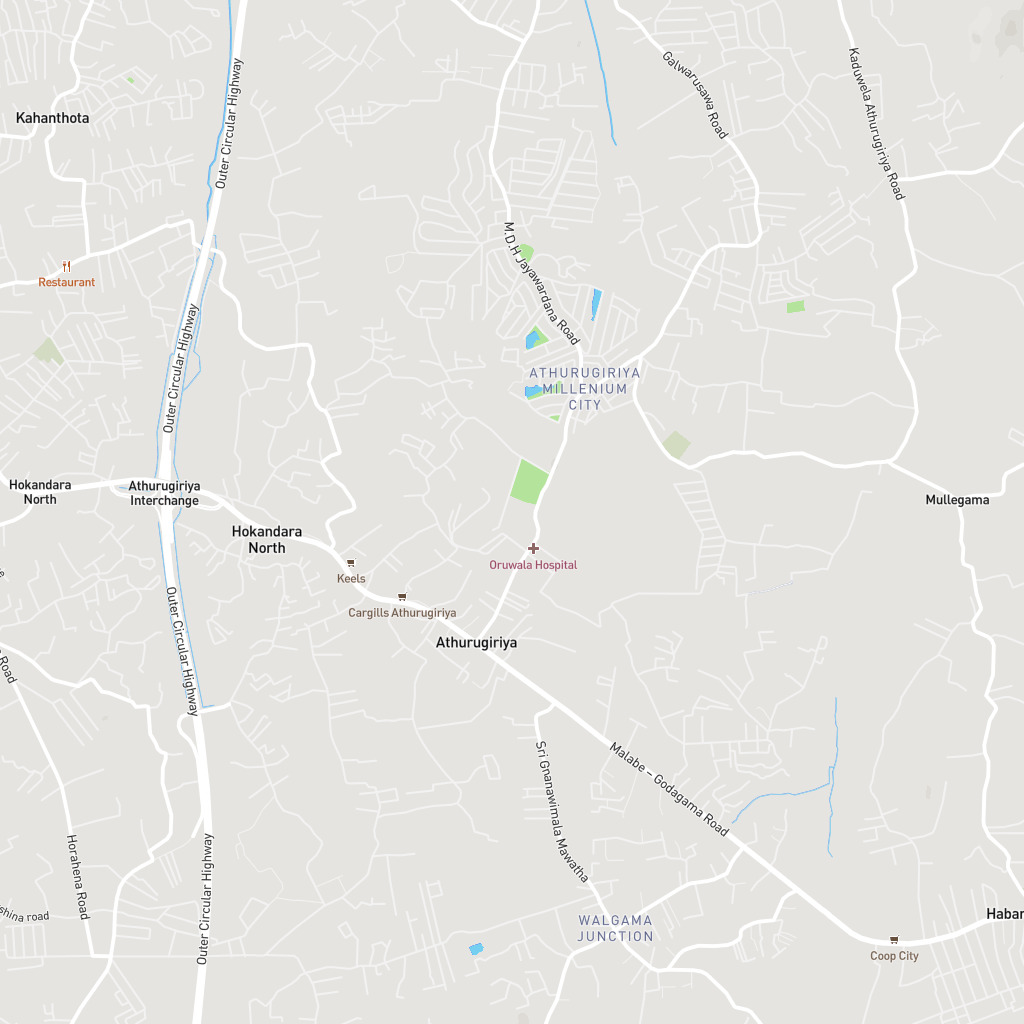 Kahanthota
Outer Circular Highway
Galwarusawa Road
Kaduwela Athurugiriya Road
M.D.H Jayawardana Road
Restaurant
Outer Circular Highway
ATHURUGIRIYA
MILLENIUM
CITY
Hokandara
North
Athurugiriya
Interchange
Mullegama
Hokandara
North
Oruwala Hospital
Keels
Cargills Athurugiriya
Outer Circular Highway
Athurugiriya
Road
Sri Gnanawimala Mawatha
Malabe – Godagama Road
Horahena Road
Outer Circular Highway
shina road
WALGAMA
JUNCTION
Habar
Coop City